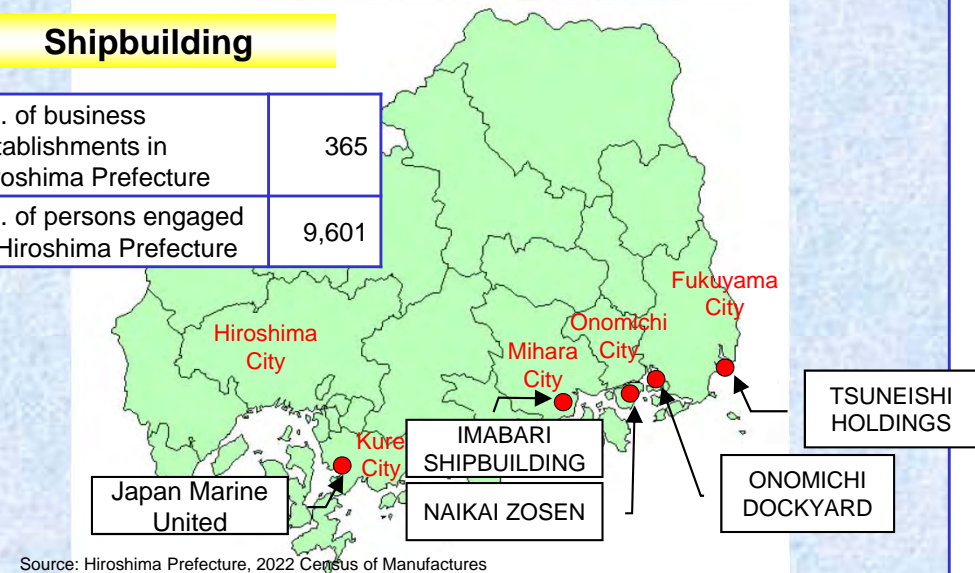 Shipbuilding
. of business
tablishments in
roshima Prefecture
365
. of persons engaged
Hiroshima Prefecture
9,601
Fukuyama
City
Hiroshima
City
Onomichi
City
Mihara
City
Kure
City
TSUNEISHI
HOLDINGS
IMABARI
SHIPBUILDING
ONOMICHI
DOCKYARD
Japan Marine
United
NAIKAI ZOSEN
Source: Hiroshima Prefecture, 2022 Census of Manufactures